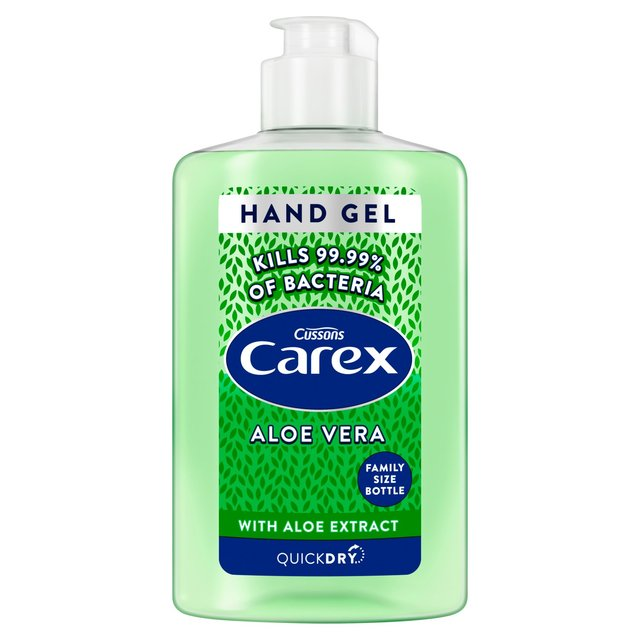 HAND GEL
KILLS 99.99%
OF BACTERIA
Cussons
Carex
ALOE VERA
FAMILY
SIZE
BOTTLE
WITH ALOE EXTRACT
QUICKDRY